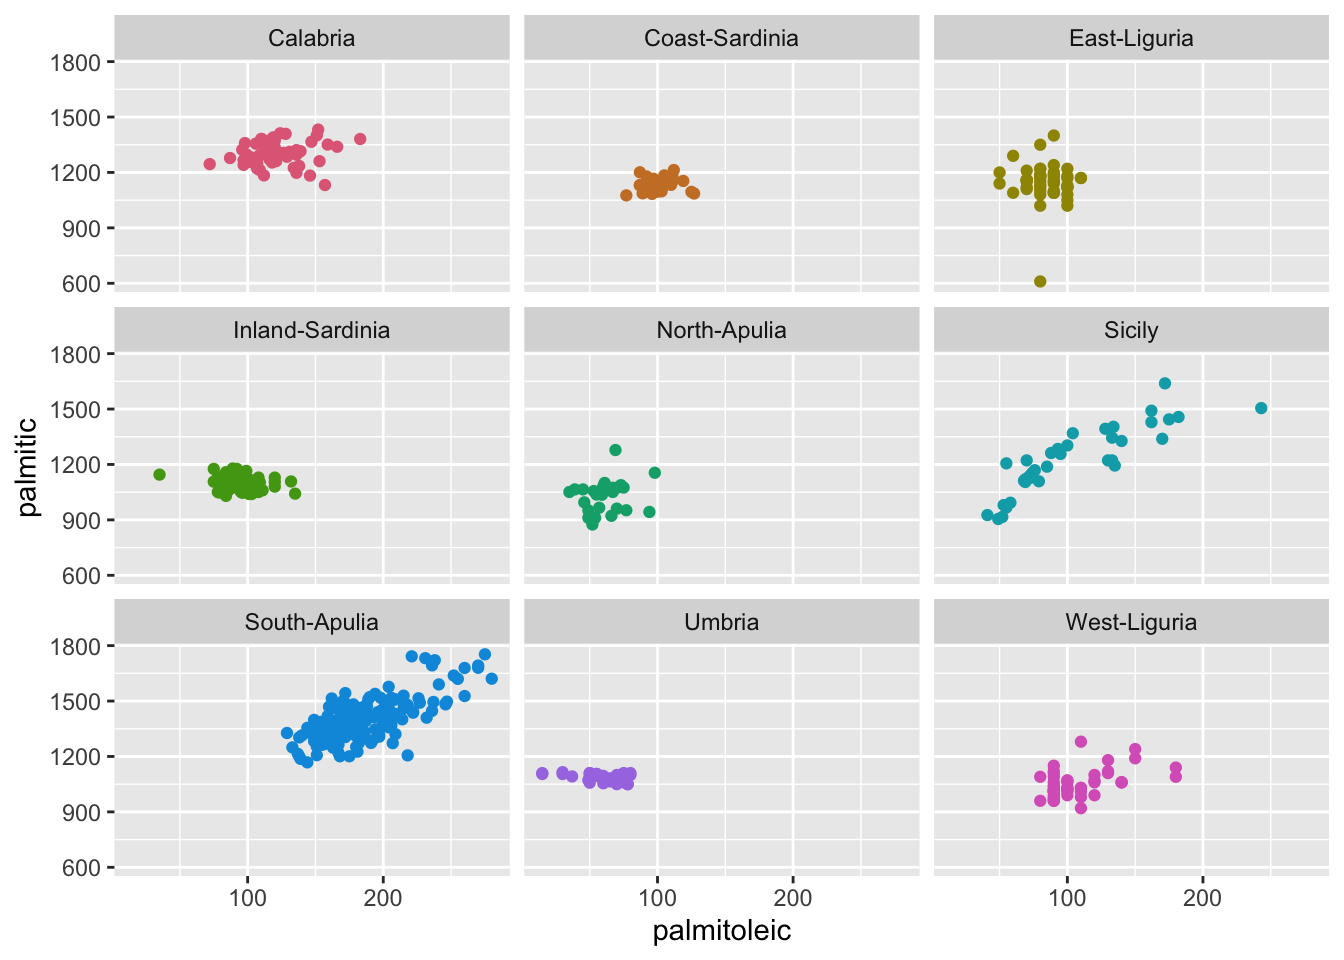 Calabria Coast-Sardinia East-Liguria
1800
1500
1200
900
600
Inland-Sardinia North-Apulia Sicily
1800
1500
1200
900
600
palmitic
South-Apulia Umbria West-Liguria
1800
1500
1200
900
600
100 200 100 200 100 200
palmitoleic